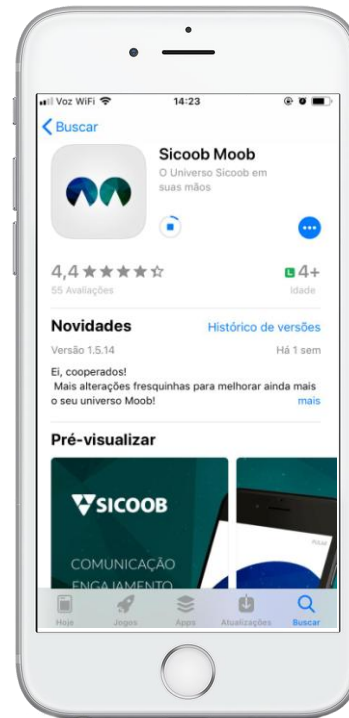 Voz WiFi 14:23
Buscar
Sicoob Moob
O Universo Sicoob em
suas mãos
4,4 L 4+
55 Avaliações Idade
Novidades Histórico de versões
Versão 1.5.14 Há 1 sem
Ei, cooperados!
Mais alterações fresquinhas para melhorar ainda mais
o seu universo Moob! mais
Pré-visualizar
SICOOB
COMUNICAÇÃO
ENGAJAMENTO
PULAR
Hoje Jogos Apps Atualizações Buscar